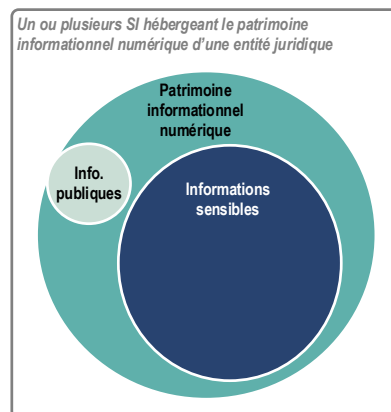 Un ou plusieurs SI hébergeant le patrimoine
informationnel numérique d'une entité juridique
Patrimoine
informationnel
numérique
Info.
publiques
Informations
sensibles